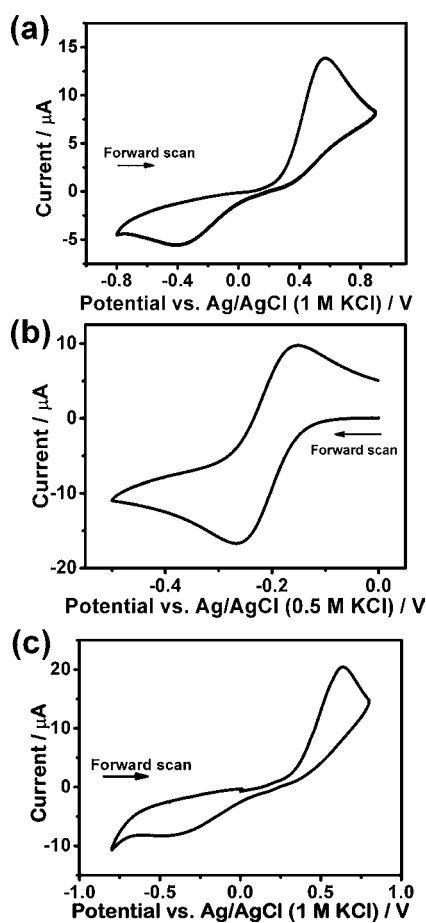 (a)
15
10
5
0
-5
Current / μA
Forward scan
-0.8 -0.4 0.0 0.4 0.8
Potential vs. Ag/AgCl (1 M KCl) / V
(b)
10
0
-10
-20
Current / μA
Forward scan
-0.4 -0.2 0.0
Potential vs. Ag/AgCl (0.5 M KCl) / V
(c)
20
10
0
-10
Current / μA
Forward scan
-1.0 -0.5 0.0 0.5 1.0
Potential vs. Ag/AgCl (1 M KCl) / V